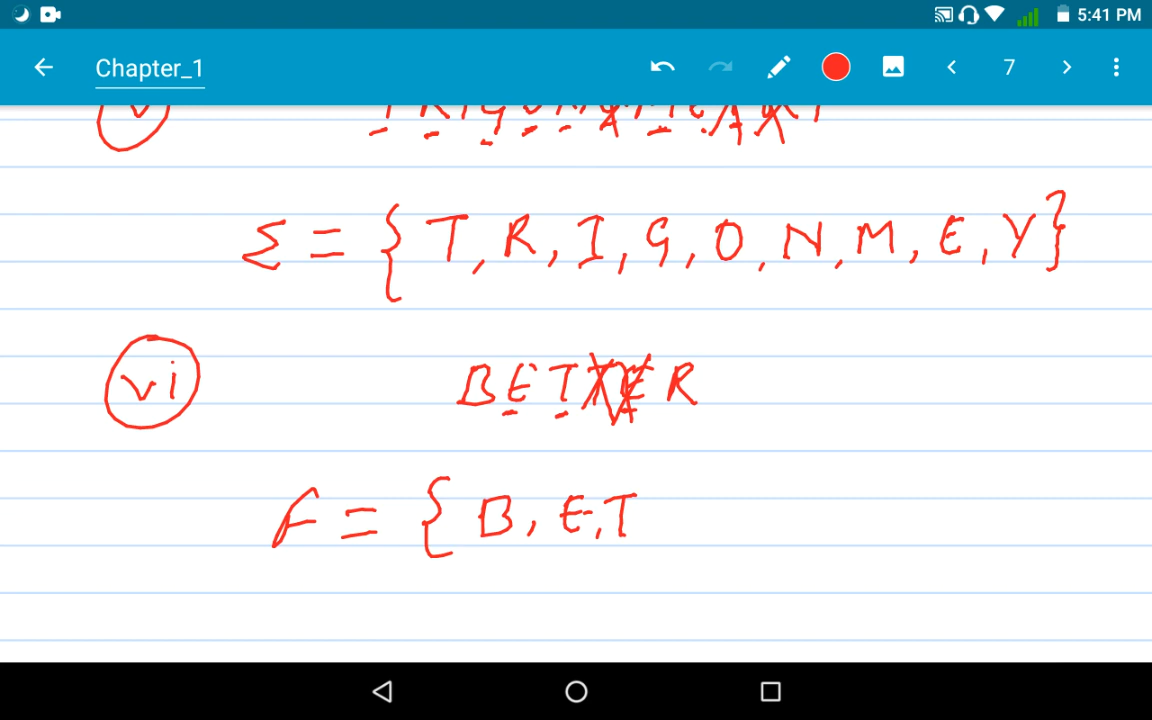 5:41 PM
Chapter_1
7
Σ = { T, R, I, G, O, N, M, E, Y}
vi BETTER
F = { B, E, T